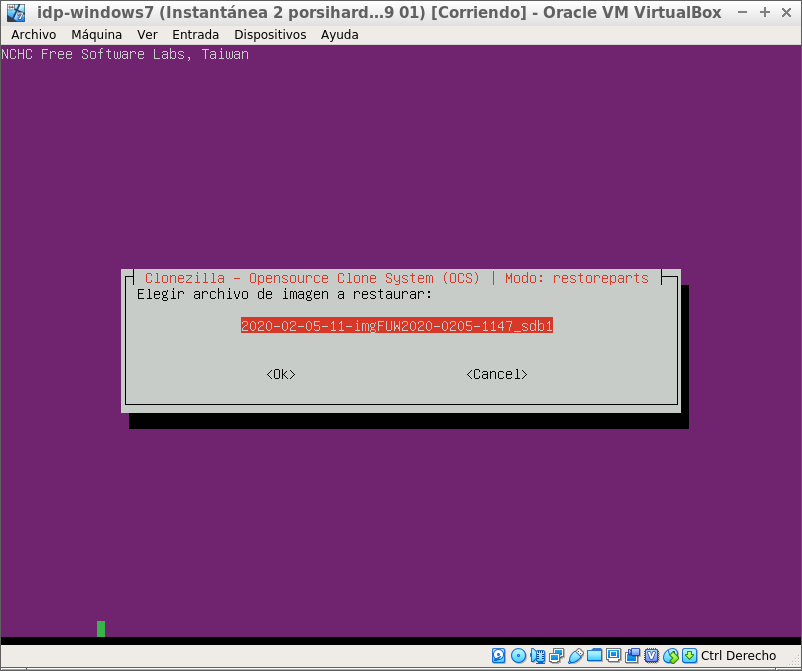 idp-windows7 (Instantánea 2 porsihard...9 01) [Corriendo] - Oracle VM VirtualBox
Archivo Máquina Ver Entrada Dispositivos Ayuda
NCHC Free Software Labs, Taiwan
Clonezilla - Opensource Clone System (OCS) | Modo: restoreparts
Elegir archivo de imagen a restaurar:
2020-02-05-11-imgFUW2020-0205-1147_sdb1
<Ok> <Cancel>
Ctrl Derecho